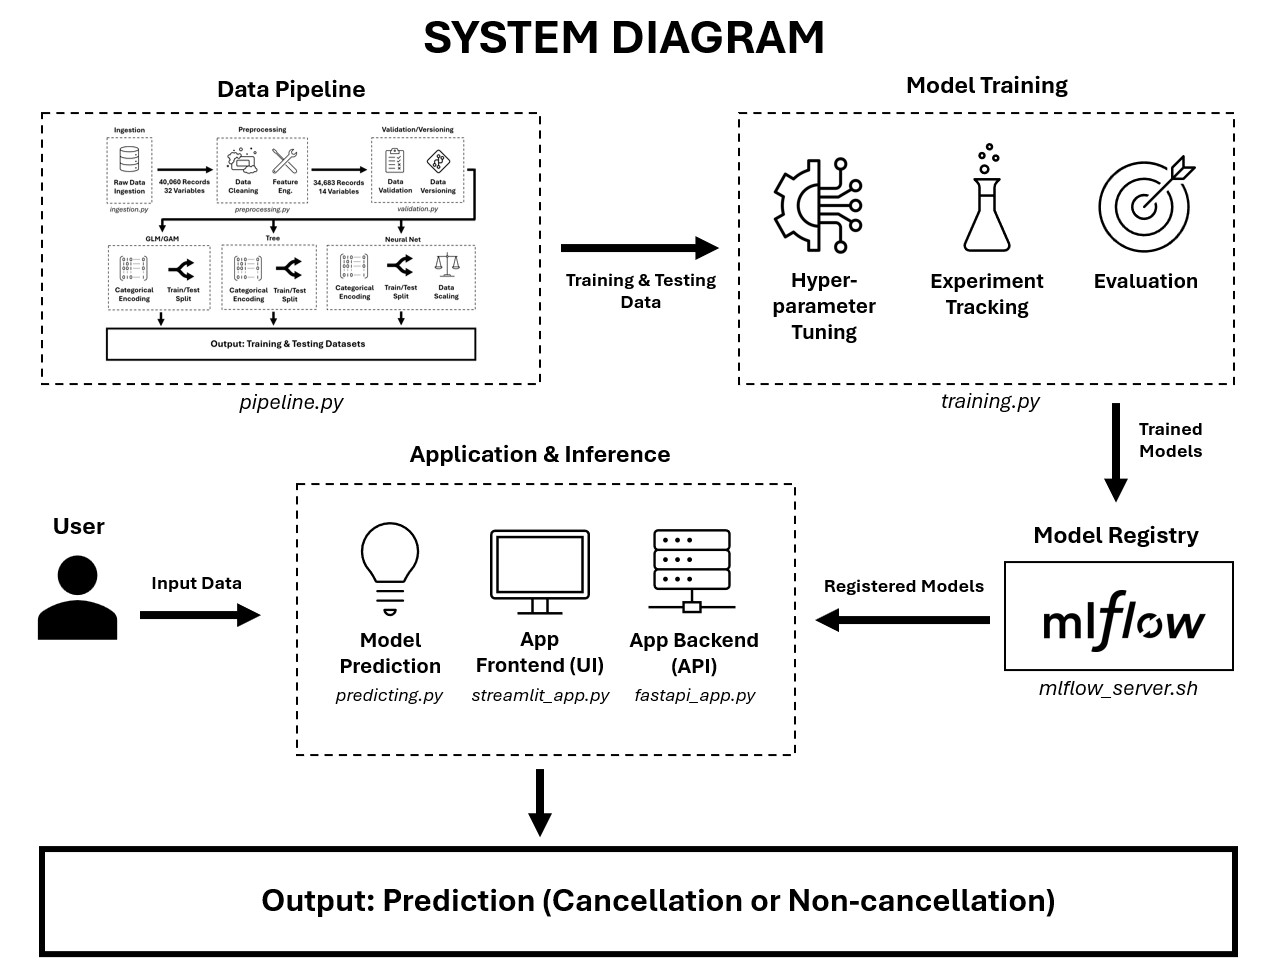 SYSTEM DIAGRAM
Data Pipeline
Ingestion
Preprocessing
Validation/Versioning
Raw Data
Ingestion
40,060 Records
32 Variables
Data
Cleaning
Feature
Eng.
34,683 Records
14 Variables
Data
Validation
Data
Versioning
ingestion.py
preprocessing.py
validation.py
GLM/GAM
Tree
Neural Net
Categorical
Encoding
Train/Test
Split
Categorical
Encoding
Train/Test
Split
Categorical
Encoding
Train/Test
Split
Data
Scaling
Output: Training & Testing Datasets
pipeline.py
Training & Testing
Data
Model Training
Hyper-
parameter
Tuning
Experiment
Tracking
Evaluation
training.py
Trained
Models
Model Registry
mlflow
mlflow_server.sh
Registered Models
Application & Inference
User
Input Data
Model
Prediction
predicting.py
App
Frontend (UI)
streamlit_app.py
App Backend
(API)
fastapi_app.py
Output: Prediction (Cancellation or Non-cancellation)